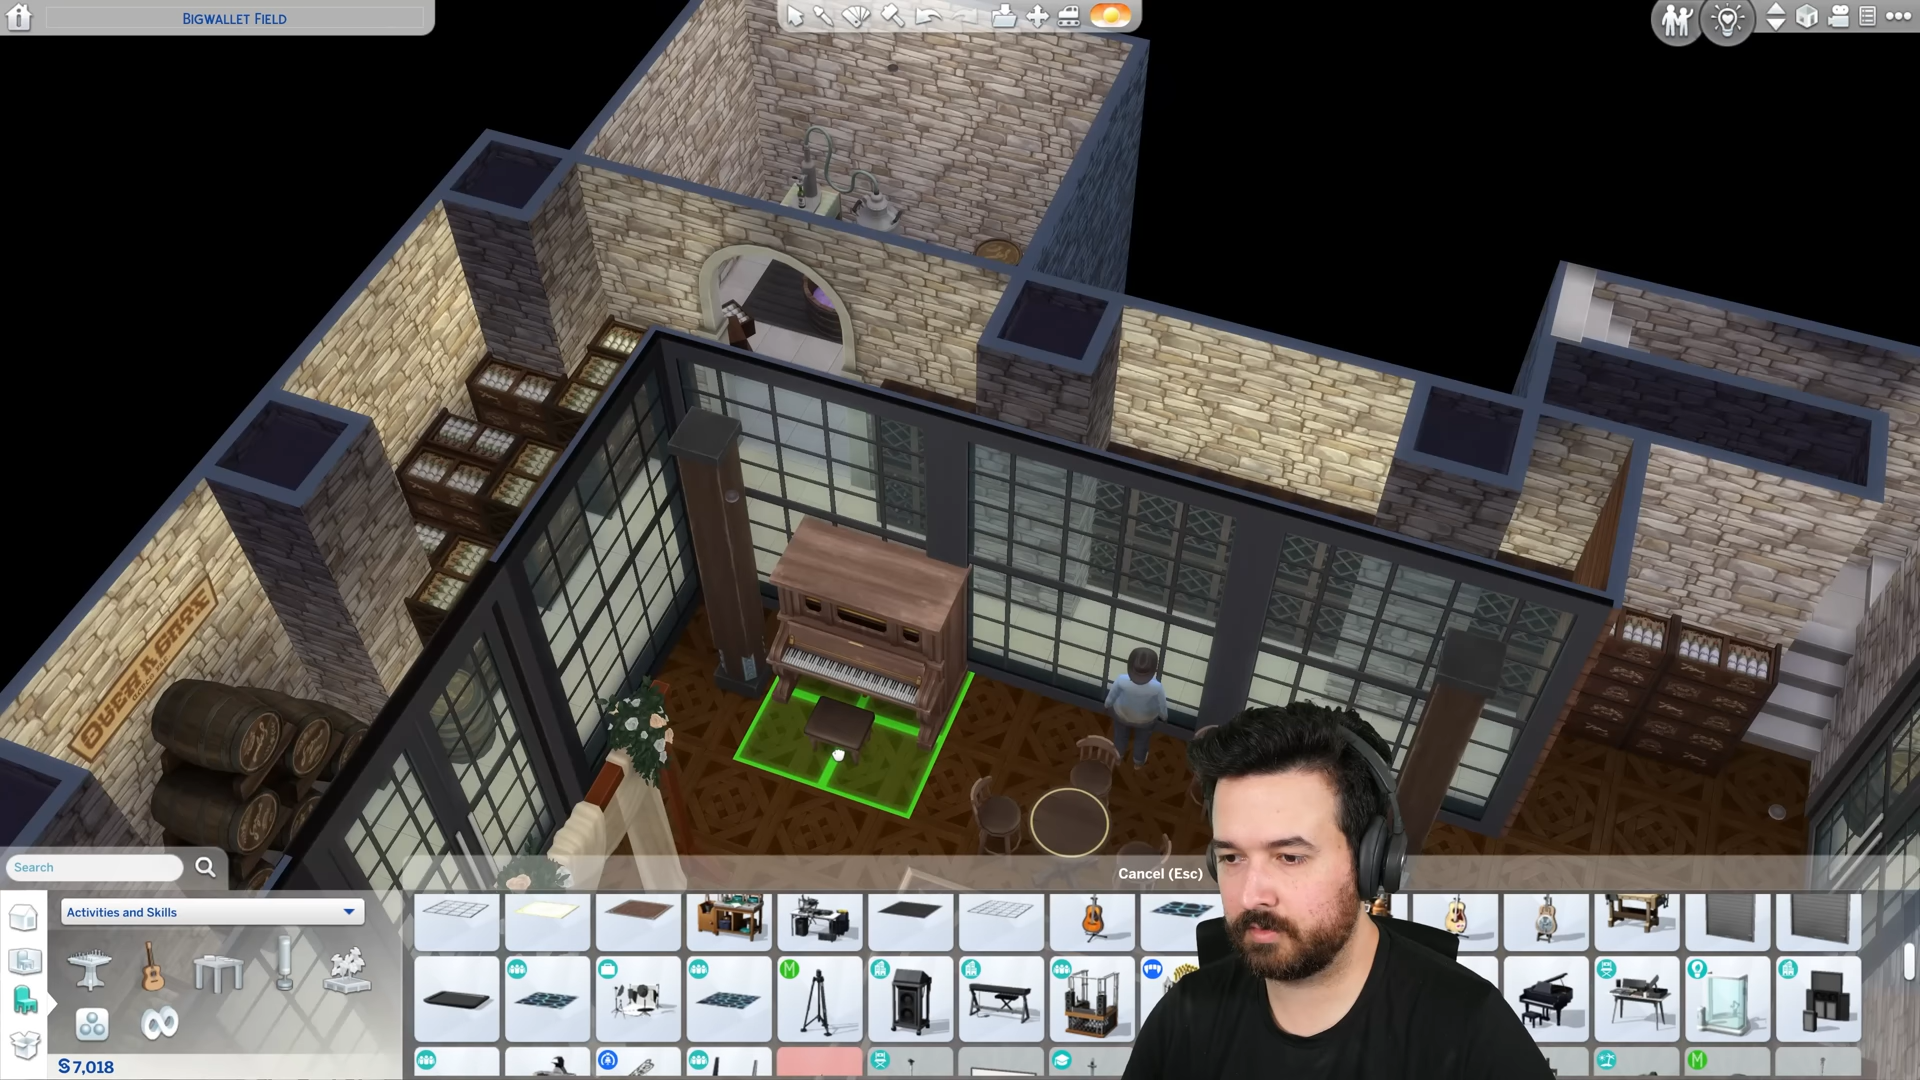 BIGWALLET FIELD
Cancel (Esc)
Search
Activities and Skills
§7,018